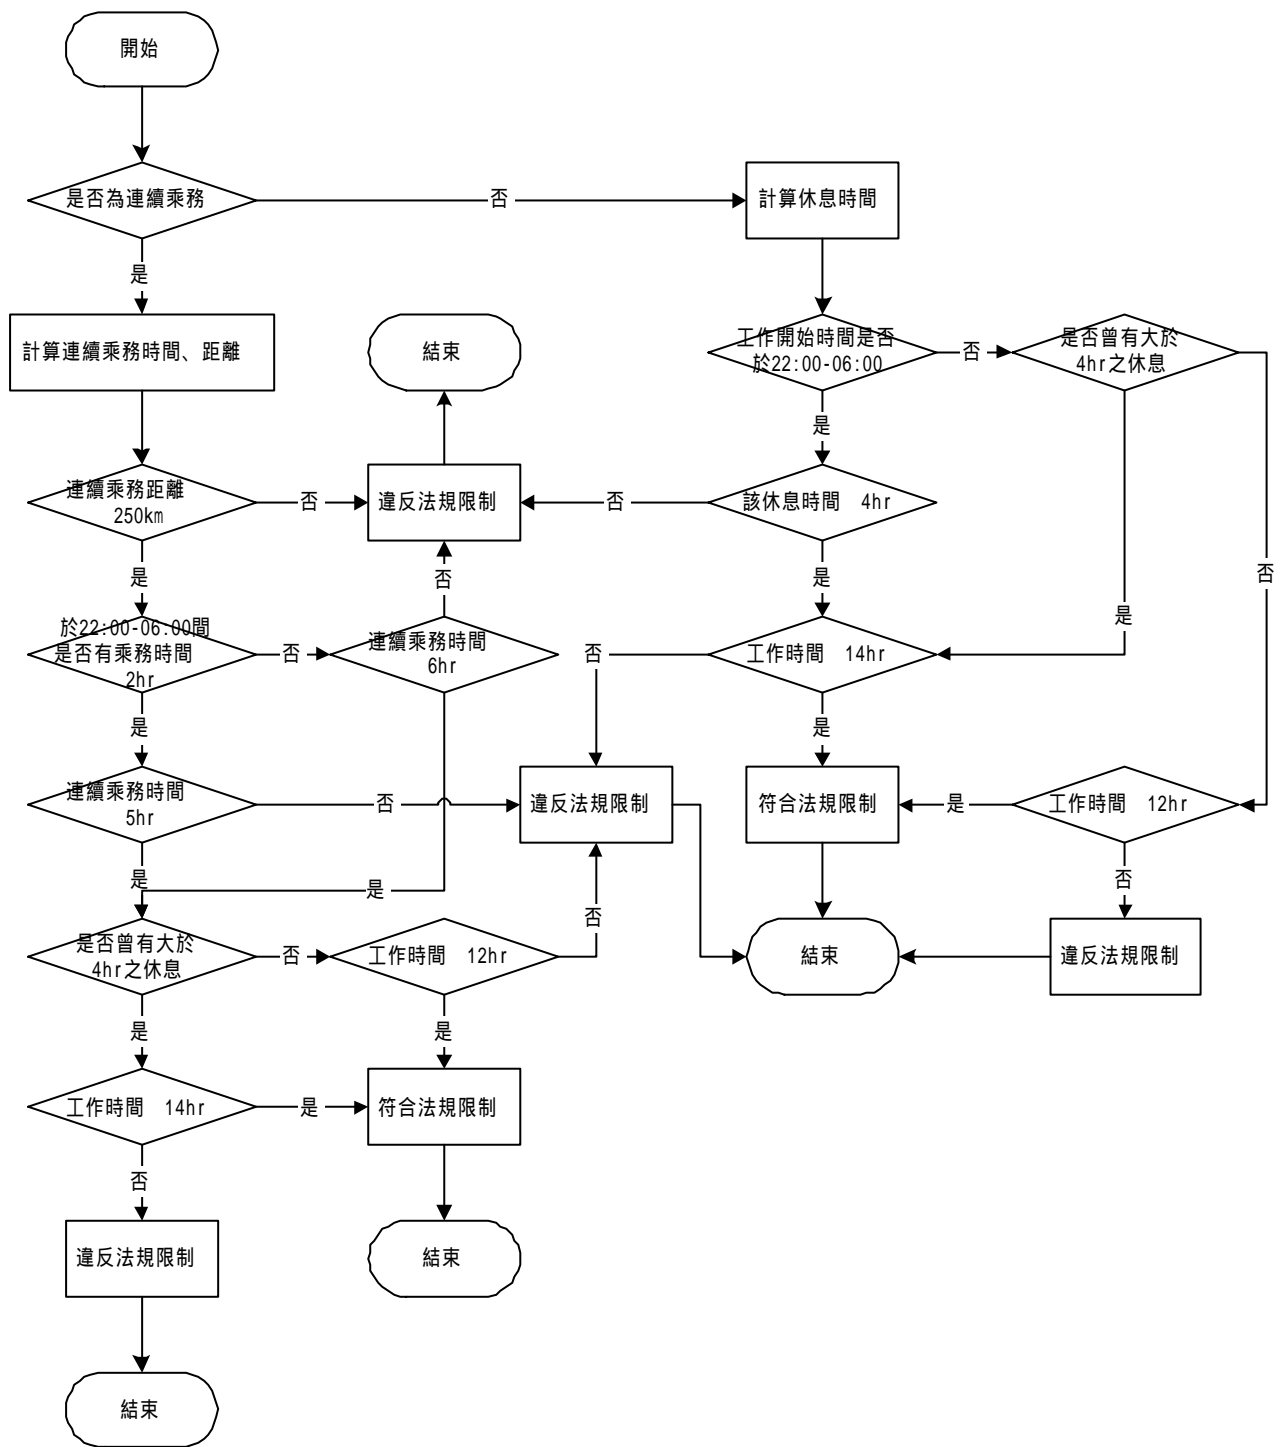 開始
是否為連續乘務
否
計算休息時間
是
計算連續乘務時間、距離
結束
工作開始時間是否
於22:00-06:00
否
是否曾有大於
4hr之休息
是
連續乘務距離
250km
否
違反法規限制
否
該休息時間 4hr
否
是
否
是
是
於22:00-06:00間
是否有乘務時間
2hr
否
連續乘務時間
6hr
否
工作時間 14hr
是
是
連續乘務時間
5hr
否
違反法規限制
符合法規限制
是
工作時間 12hr
是
是
否
是否曾有大於
4hr之休息
否
工作時間 12hr
否
結束
違反法規限制
是
是
工作時間 14hr
是
符合法規限制
否
違反法規限制
結束
結束